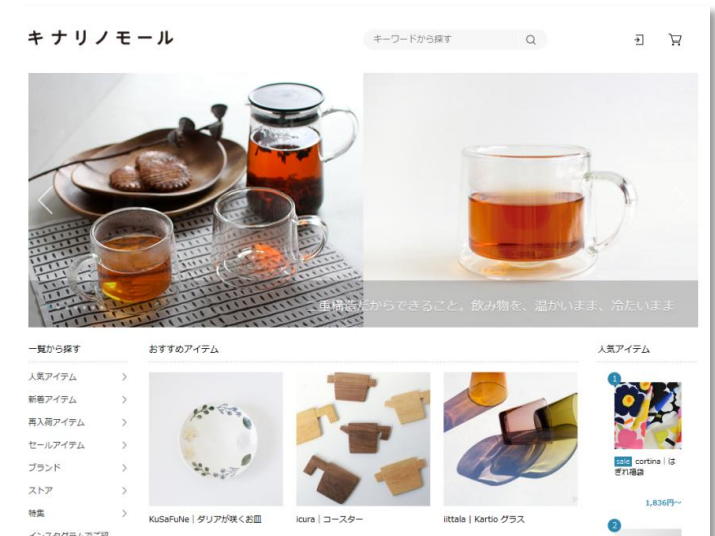 キナリノモール
キーワードから探す
重構造だからできること。飲み物を、温かいまま、冷たいまま
一覧から探す
人気アイテム
新着アイテム
再入荷アイテム
セールアイテム
ブランド
ストア
特集
おすすめアイテム
KuSaFuNe｜ダリアが咲くお皿
icura｜コースター
iittala｜Kartio グラス
人気アイテム
1
sale cortina｜は
ぎれ福袋
1,836円～
2